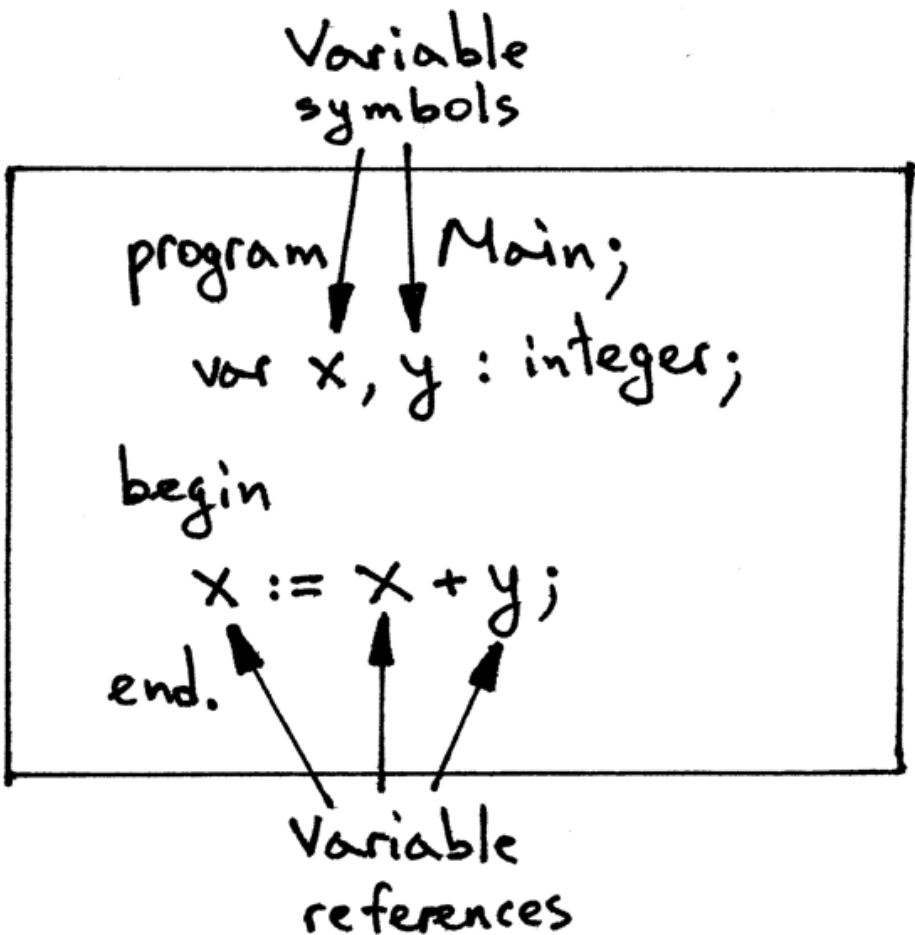 Variable
symbols
program Main;
var x, y : integer;
begin
x := x + y;
end.
Variable
references